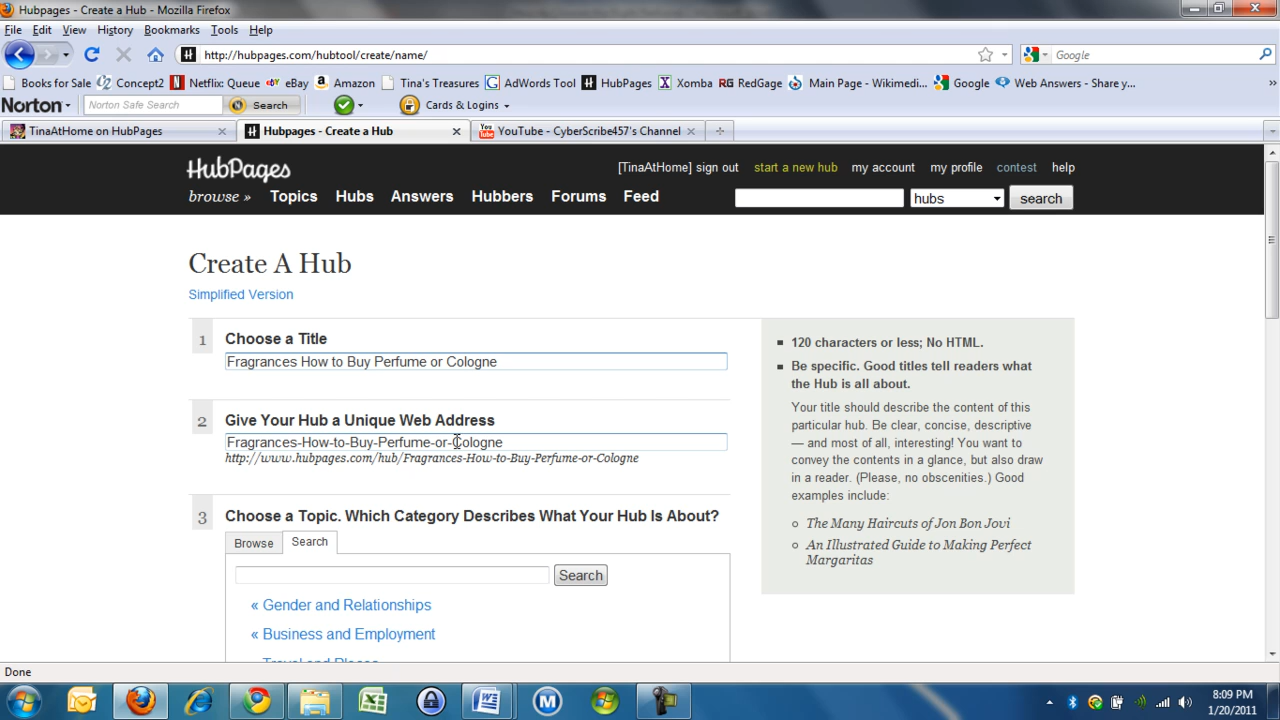 Hubpages - Create a Hub - Mozilla Firefox
File Edit View History Bookmarks Tools Help
http://hubpages.com/hubtool/create/name/ Google
Books for Sale Concept2 Netflix Queue eBay Amazon Tina's Treasures AdWords Tool HubPages Xomba RG RedGage Main Page - Wikimedi... Google Web Answers - Share y... »
Norton Norton Safe Search Search Cards & Logins
TinaAtHome on HubPages Hubpages - Create a Hub YouTube - CyberScribe457's Channel
HubPages [TinaAtHome] sign out start a new hub my account my profile contest help
browse » Topics Hubs Answers Hubbers Forums Feed hubs search
Create A Hub
Simplified Version
1 Choose a Title
Fragrances How to Buy Perfume or Cologne
2 Give Your Hub a Unique Web Address
Fragrances-How-to-Buy-Perfume-or-Cologne
http://www.hubpages.com/hub/Fragrances-How-to-Buy-Perfume-or-Cologne
3 Choose a Topic. Which Category Describes What Your Hub Is About?
Browse Search
Search
« Gender and Relationships
« Business and Employment
Travel and Places
120 characters or less; No HTML.
Be specific. Good titles tell readers what
the Hub is all about.
Your title should describe the content of this
particular hub. Be clear, concise, descriptive
— and most of all, interesting! You want to
convey the contents in a glance, but also draw
in a reader. (Please, no obscenities.) Good
examples include:
The Many Haircuts of Jon Bon Jovi
An Illustrated Guide to Making Perfect
Margaritas
Done
8:09 PM
1/20/2011